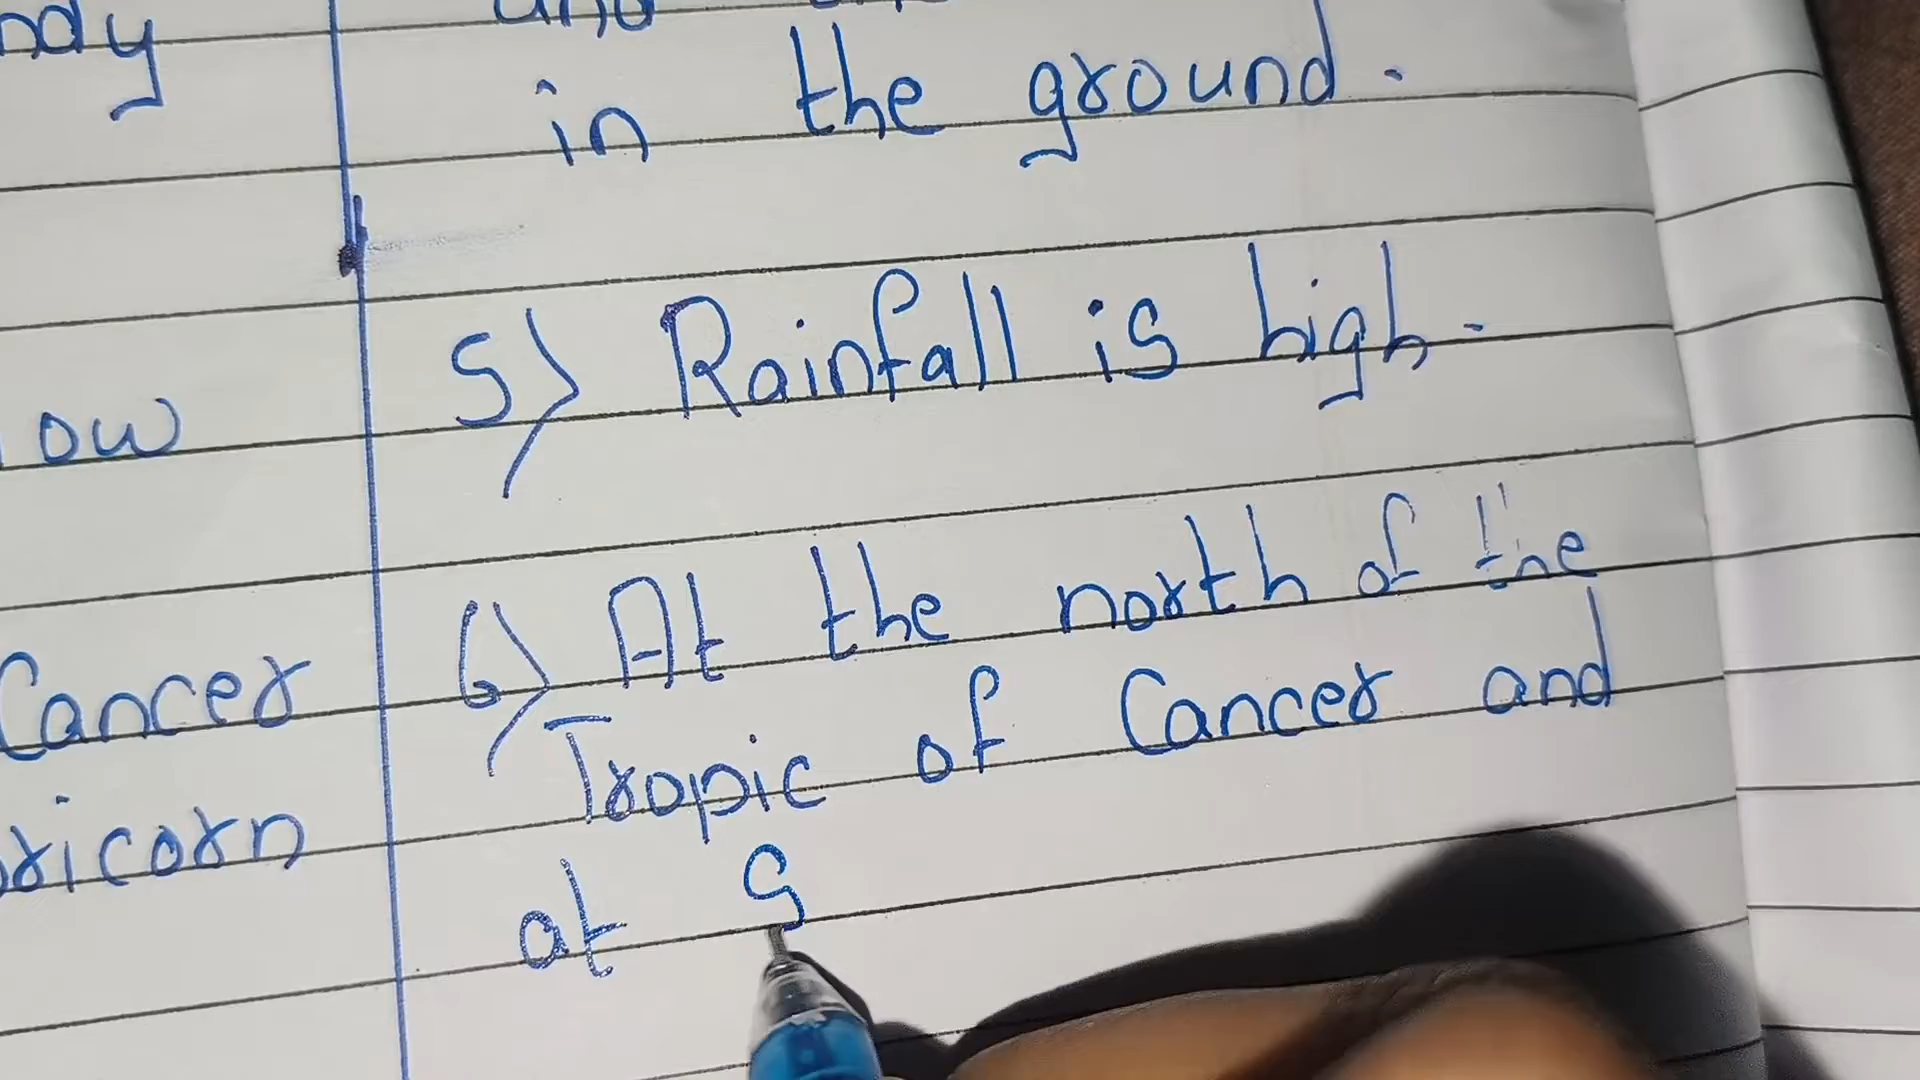 ndy
in the ground.
5) Rainfall is high.
ow
6) At the north of the
Cancer
Tropic of Cancer and
ricorn
at S